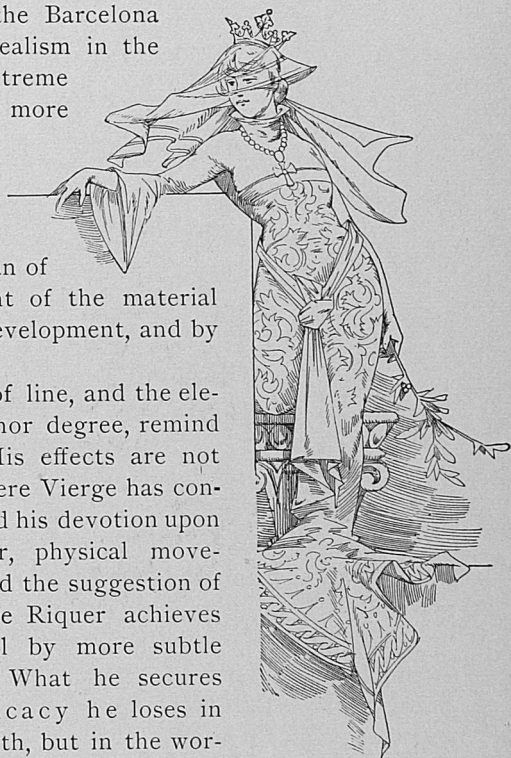 the Barcelona
ealism in the
treme
more
n of
t of the material
evelopment, and by
of line, and the ele-
nor degree, remind
His effects are not
ere Vierge has con-
d his devotion upon
r, physical move-
d the suggestion of
e Riquer achieves
l by more subtle
What he secures
cacy he loses in
th, but in the wor-